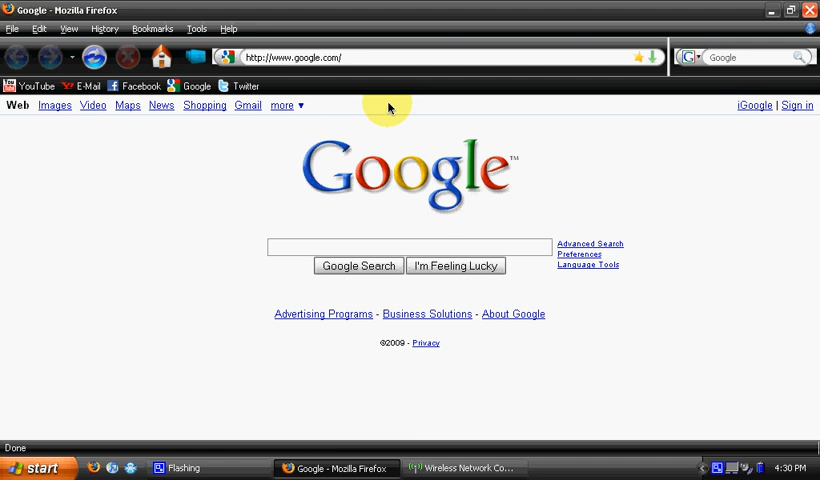 Google - Mozilla Firefox
File Edit View History Bookmarks Tools Help
http://www.google.com/ G Google
YouTube E-Mail Facebook Google Twitter
Web Images Video Maps News Shopping Gmail more ▼ iGoogle | Sign in
Google™
Advanced Search
Preferences
Language Tools
Google Search I'm Feeling Lucky
Advertising Programs - Business Solutions - About Google
©2009 - Privacy
Done
start Flashing Google - Mozilla Firefox Wireless Network Co... 4:30 PM